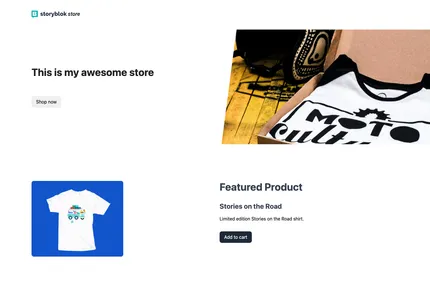 storyblok store
This is my awesome store
Shop now
MOTO
Cultu
Featured Product
Stories on the Road
Limited edition Stories on the Road shirt.
Add to cart